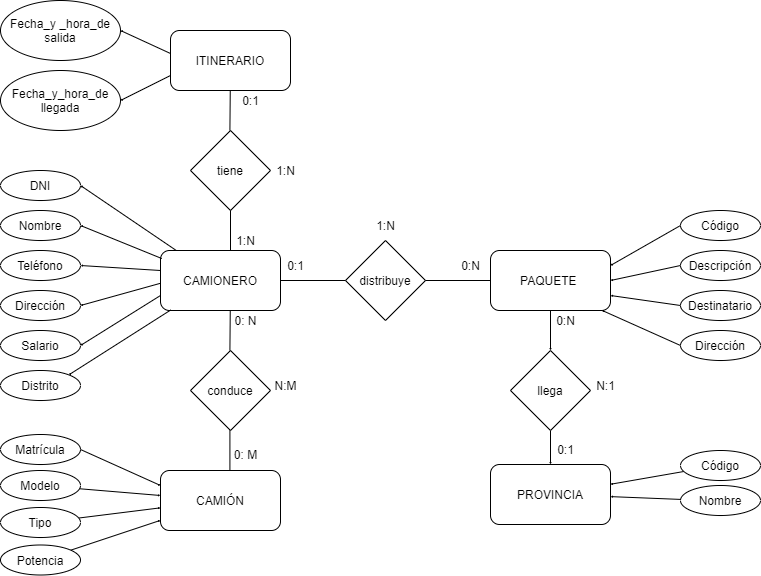 Fecha_y _hora_de
salida
ITINERARIO
Fecha_y_hora_de
llegada
0:1
tiene
1:N
DNI
Nombre
Teléfono
Dirección
Salario
Distrito
1:N
CAMIONERO
0:1
1:N
distribuye
0:N
PAQUETE
Código
Descripción
Destinatario
Dirección
0: N
conduce
N:M
0: M
0:N
llega
N:1
0:1
Matrícula
Modelo
Tipo
Potencia
CAMIÓN
PROVINCIA
Código
Nombre